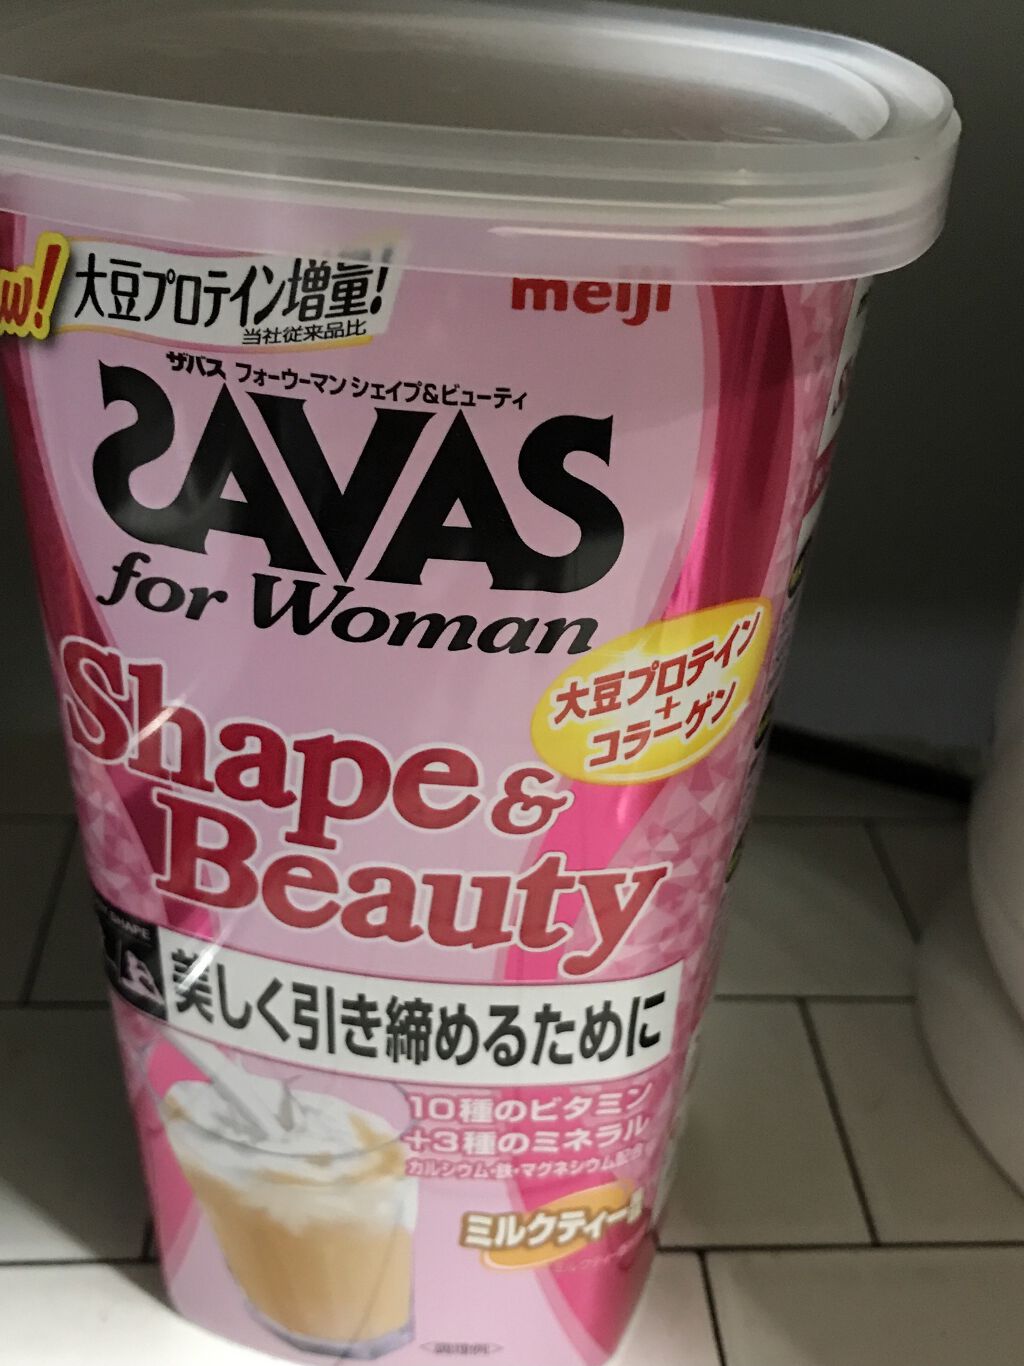 大豆プロテイン増量!
当社従来品比
meiji
ザバス フォーウーマン シェイプ&ビューティ
SAVAS
for Woman
大豆プロテイン
+
コラーゲン
Shape &
Beauty
SHAPE
美しく引き締めるために
10種のビタミン
+3種のミネラル
カルシウム・鉄・マグネシウム配合
ミルクティー